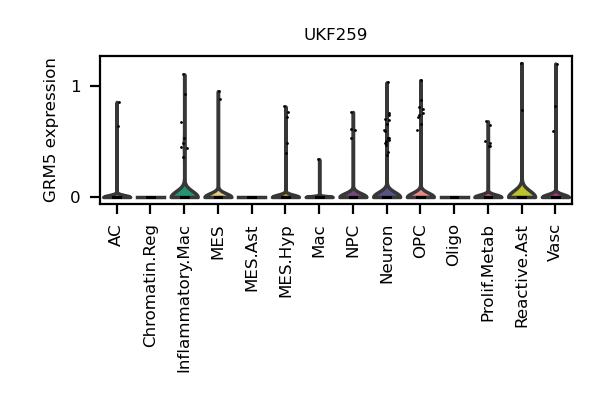 UKF259
GRM5 expression
1
0
AC
Chromatin.Reg
Inflammatory.Mac
MES
MES.Ast
MES.Hyp
Mac
NPC
Neuron
OPC
Oligo
Prolif.Metab
Reactive.Ast
Vasc